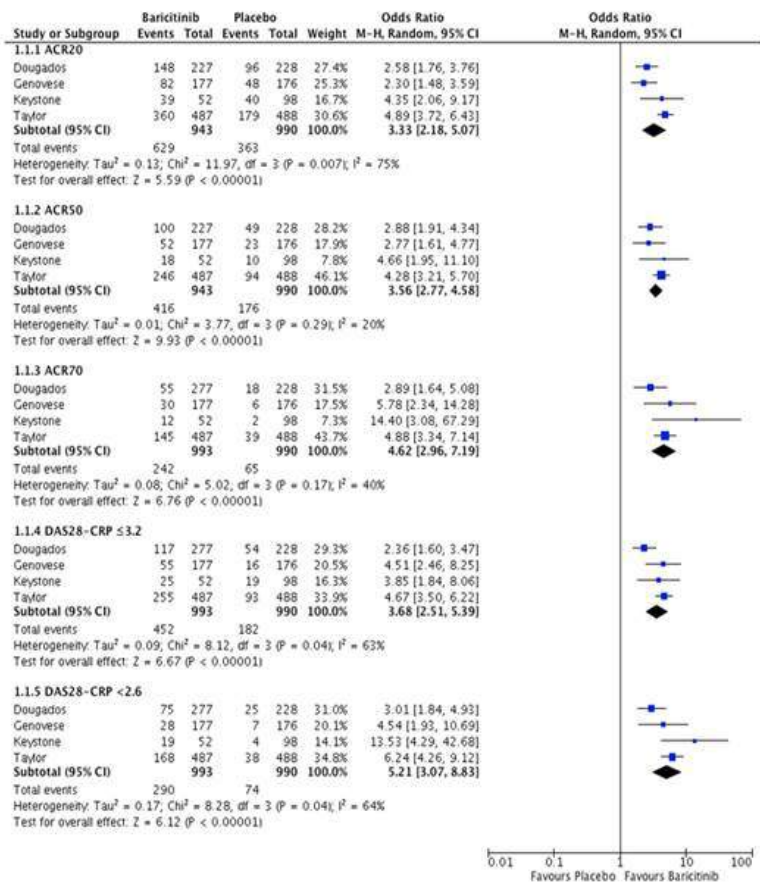 Baricitinib Placebo Odds Ratio Odds Ratio
Study or Subgroup Events Total Events Total Weight M-H, Random, 95% CI M-H, Random, 95% CI
1.1.1 ACR20
Dougados 148 227 96 228 27.4% 2.58 [1.76, 3.76]
Genovese 82 177 48 176 25.3% 2.30 [1.48, 3.59]
Keystone 39 52 40 98 16.7% 4.35 [2.06, 9.17]
Taylor 360 487 179 488 30.6% 4.89 [3.72, 6.43]
Subtotal (95% CI) 943 990 100.0% 3.33 [2.18, 5.07]
Total events 629 363
Heterogeneity: Tau² = 0.13; Chi² = 11.97, df = 3 (P = 0.007); I² = 75%
Test for overall effect: Z = 5.59 (P < 0.00001)
1.1.2 ACR50
Dougados 100 227 49 228 28.2% 2.88 [1.91, 4.34]
Genovese 52 177 23 176 17.9% 2.77 [1.61, 4.77]
Keystone 18 52 10 98 7.8% 4.66 [1.95, 11.10]
Taylor 246 487 94 488 46.1% 4.28 [3.21, 5.70]
Subtotal (95% CI) 943 990 100.0% 3.56 [2.77, 4.58]
Total events 416 176
Heterogeneity: Tau² = 0.01; Chi² = 3.77, df = 3 (P = 0.29); I² = 20%
Test for overall effect: Z = 9.93 (P < 0.00001)
1.1.3 ACR70
Dougados 55 277 18 228 31.5% 2.89 [1.64, 5.08]
Genovese 30 177 6 176 17.5% 5.78 [2.34, 14.28]
Keystone 12 52 2 98 7.3% 14.40 [3.08, 67.29]
Taylor 145 487 39 488 43.7% 4.88 [3.34, 7.14]
Subtotal (95% CI) 993 990 100.0% 4.62 [2.96, 7.19]
Total events 242 65
Heterogeneity: Tau² = 0.08; Chi² = 5.02, df = 3 (P = 0.17); I² = 40%
Test for overall effect: Z = 6.76 (P < 0.00001)
1.1.4 DAS28-CRP ≤3.2
Dougados 117 277 54 228 29.3% 2.36 [1.60, 3.47]
Genovese 55 177 16 176 20.5% 4.51 [2.46, 8.25]
Keystone 25 52 19 98 16.3% 3.85 [1.84, 8.06]
Taylor 255 487 93 488 33.9% 4.67 [3.50, 6.22]
Subtotal (95% CI) 993 990 100.0% 3.68 [2.51, 5.39]
Total events 452 182
Heterogeneity: Tau² = 0.09; Chi² = 8.12, df = 3 (P = 0.04); I² = 63%
Test for overall effect: Z = 6.67 (P < 0.00001)
1.1.5 DAS28-CRP <2.6
Dougados 75 277 25 228 31.0% 3.01 [1.84, 4.93]
Genovese 28 177 7 176 20.1% 4.54 [1.93, 10.69]
Keystone 19 52 4 98 14.1% 13.53 [4.29, 42.68]
Taylor 168 487 38 488 34.8% 6.24 [4.26, 9.12]
Subtotal (95% CI) 993 990 100.0% 5.21 [3.07, 8.83]
Total events 290 74
Heterogeneity: Tau² = 0.17; Chi² = 8.28, df = 3 (P = 0.04); I² = 64%
Test for overall effect: Z = 6.12 (P < 0.00001)
0.01 0.1 1 10 100
Favours Placebo Favours Baricitinib